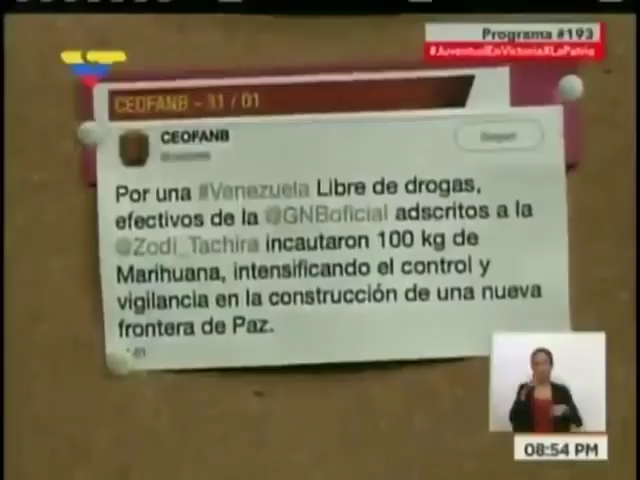 Programa #193
#JuventudEnVictoriaXLaPatria
CEOFANB - 31 / 01
CEOFANB
Seguir
Por una #Venezuela Libre de drogas,
efectivos de la @GNBoficial adscritos a la
@Zodi_Tachira incautaron 100 kg de
Marihuana, intensificando el control y
vigilancia en la construcción de una nueva
frontera de Paz.
08:54 PM